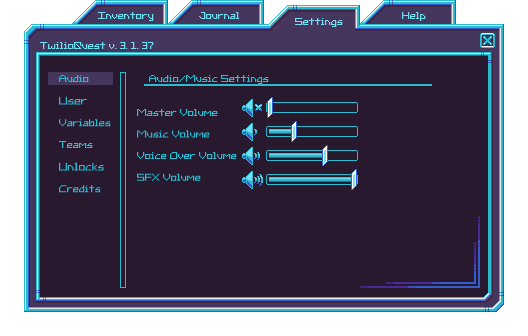 Inventory
Journal
Settings
Help
TwilioQuest v. 3. 1. 37
Audio
User
Variables
Teams
Unlocks
Credits
Audio/Music Settings
Master Volume
Music Volume
Voice Over Volume
SFX Volume